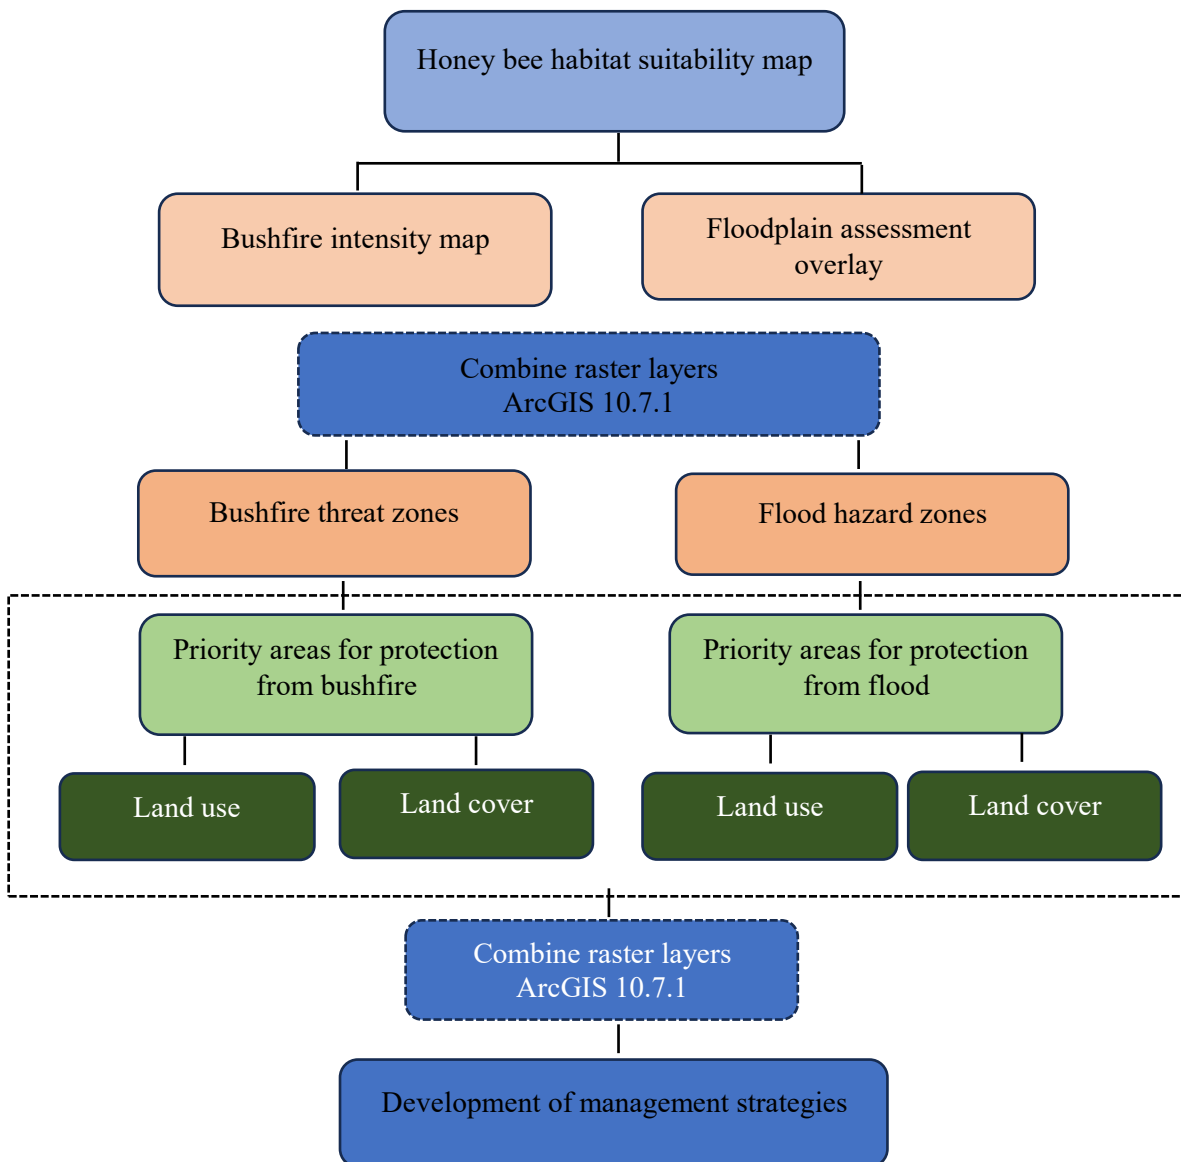 Honey bee habitat suitability map
Bushfire intensity map
Floodplain assessment
overlay
Combine raster layers
ArcGIS 10.7.1
Bushfire threat zones
Flood hazard zones
Priority areas for protection
from bushfire
Priority areas for protection
from flood
Land use
Land cover
Land use
Land cover
Combine raster layers
ArcGIS 10.7.1
Development of management strategies